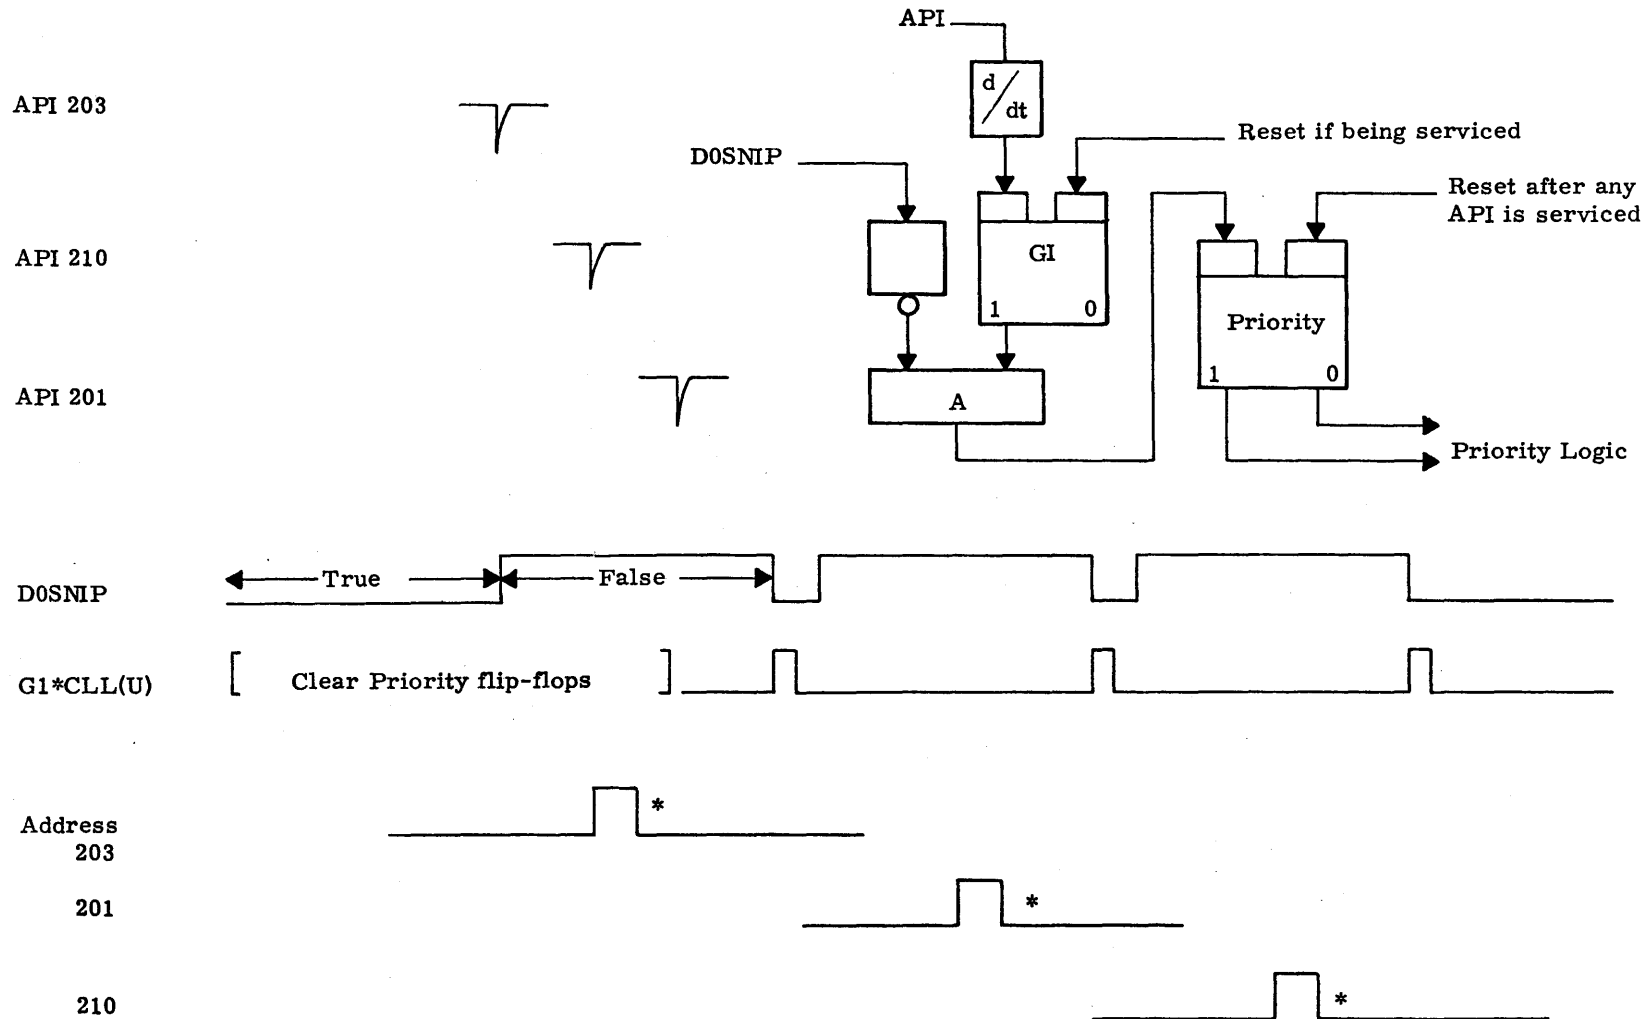 API
API 203
d/dt
Reset if being serviced
D0SNIP
Reset after any
API is serviced
API 210
GI
1 0
Priority
1 0
API 201
A
Priority Logic
True
False
D0SNIP
G1*CLL(U)
[ Clear Priority flip-flops ]
Address
203
*
201
*
210
*